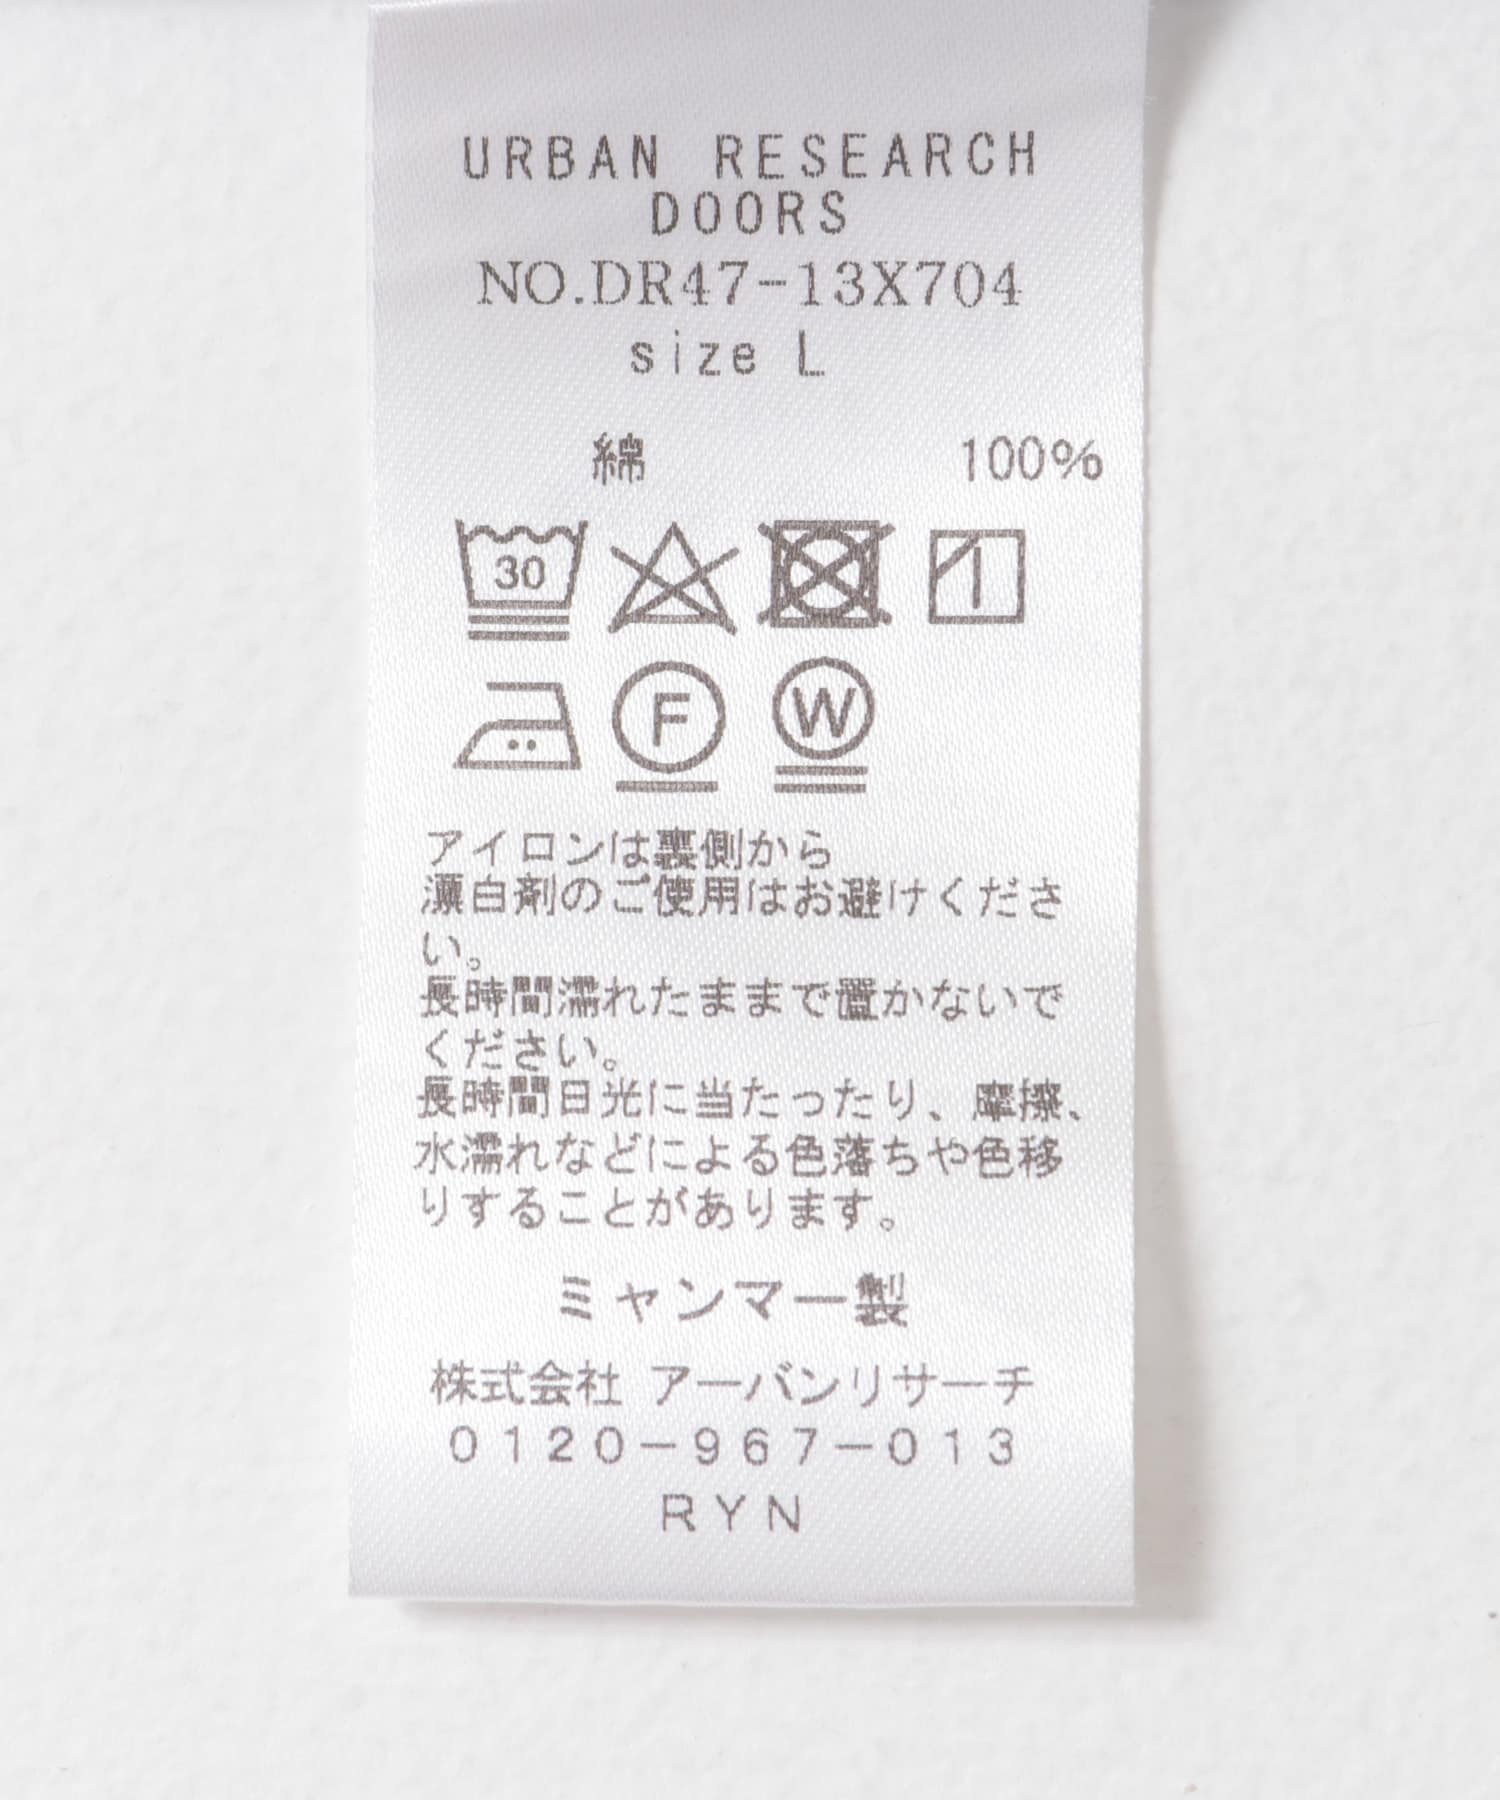 URBAN RESEARCH
DOORS
NO.DR47-13X704
size L
綿 100%
30
F W
アイロンは裏側から
漂白剤のご使用はお避けくださ
い。
長時間濡れたままで置かないで
ください。
長時間日光に当たったり、摩擦、
水濡れなどによる色落ちや色移
りすることがあります。
ミャンマー製
株式会社 アーバンリサーチ
0120-967-013
RYN